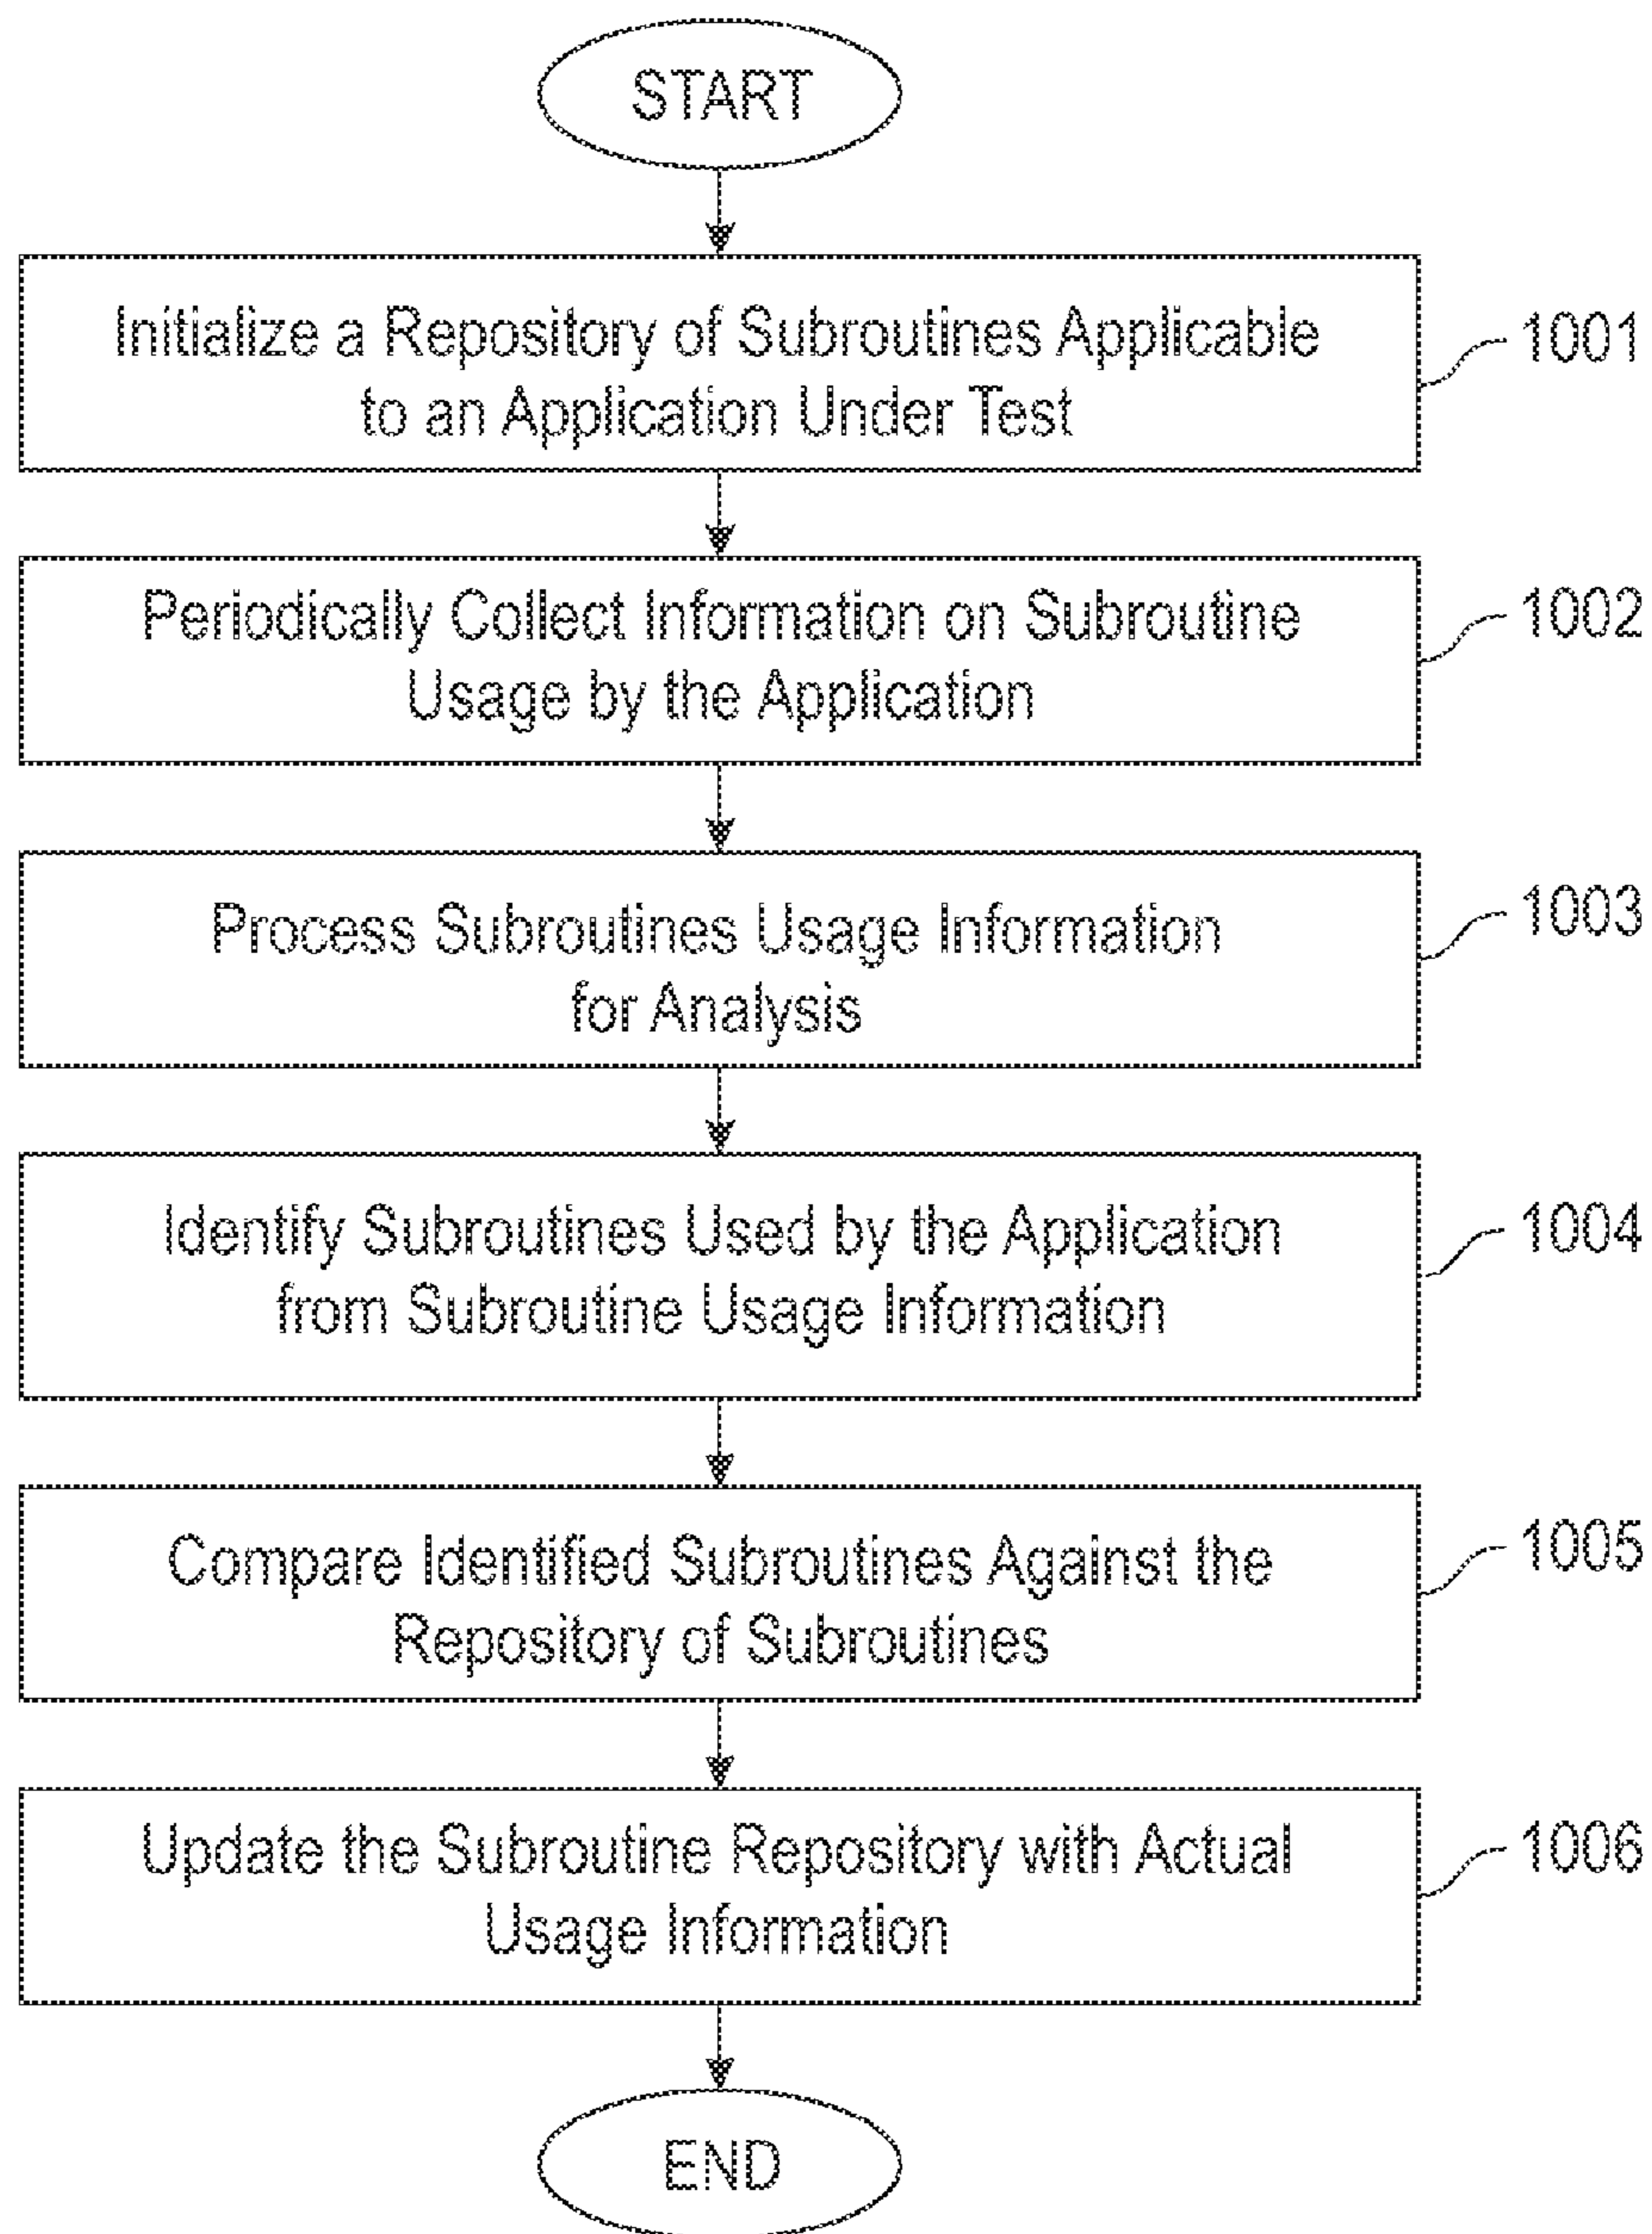 START
Initialize a Repository of Subroutines Applicable
to an Application Under Test
1001
Periodically Collect Information on Subroutine
Usage by the Application
1002
Process Subroutines Usage Information
for Analysis
1003
Identify Subroutines Used by the Application
from Subroutine Usage Information
1004
Compare Identified Subroutines Against the
Repository of Subroutines
1005
Update the Subroutine Repository with Actual
Usage Information
1006
END